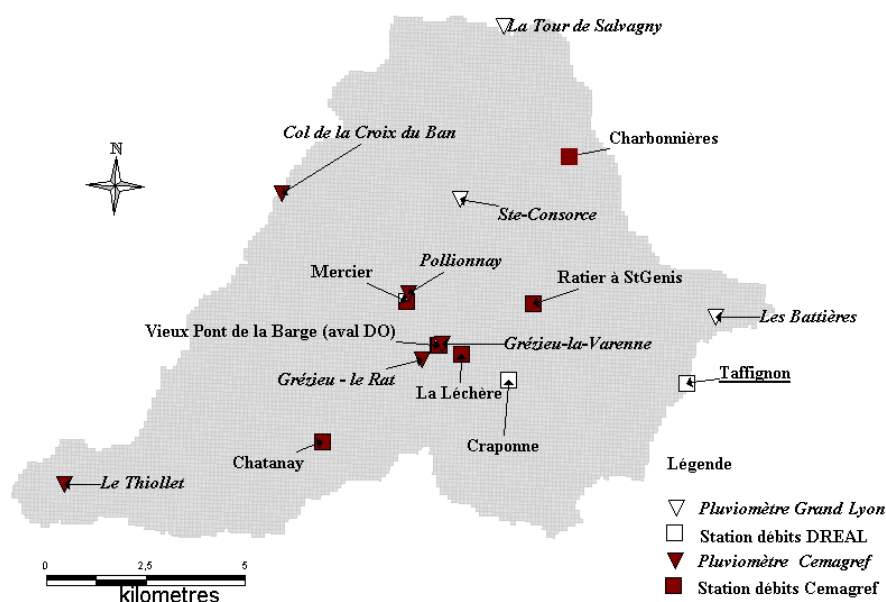 La Tour de Salvagny
Col de la Croix du Ban
Charbonnières
N
Ste-Consorce
Pollionnay
Mercier
Ratier à StGenis
Les Battières
Vieux Pont de la Barge (aval DO)
Grézieu-la-Varenne
Grézieu - le Rat
La Léchère
Taffignon
Craponne
Chatanay
Le Thiollet
Légende
Pluviomètre Grand Lyon
Station débits DREAL
Pluviomètre Cemagref
Station débits Cemagref
0 2,5 5
kilometres